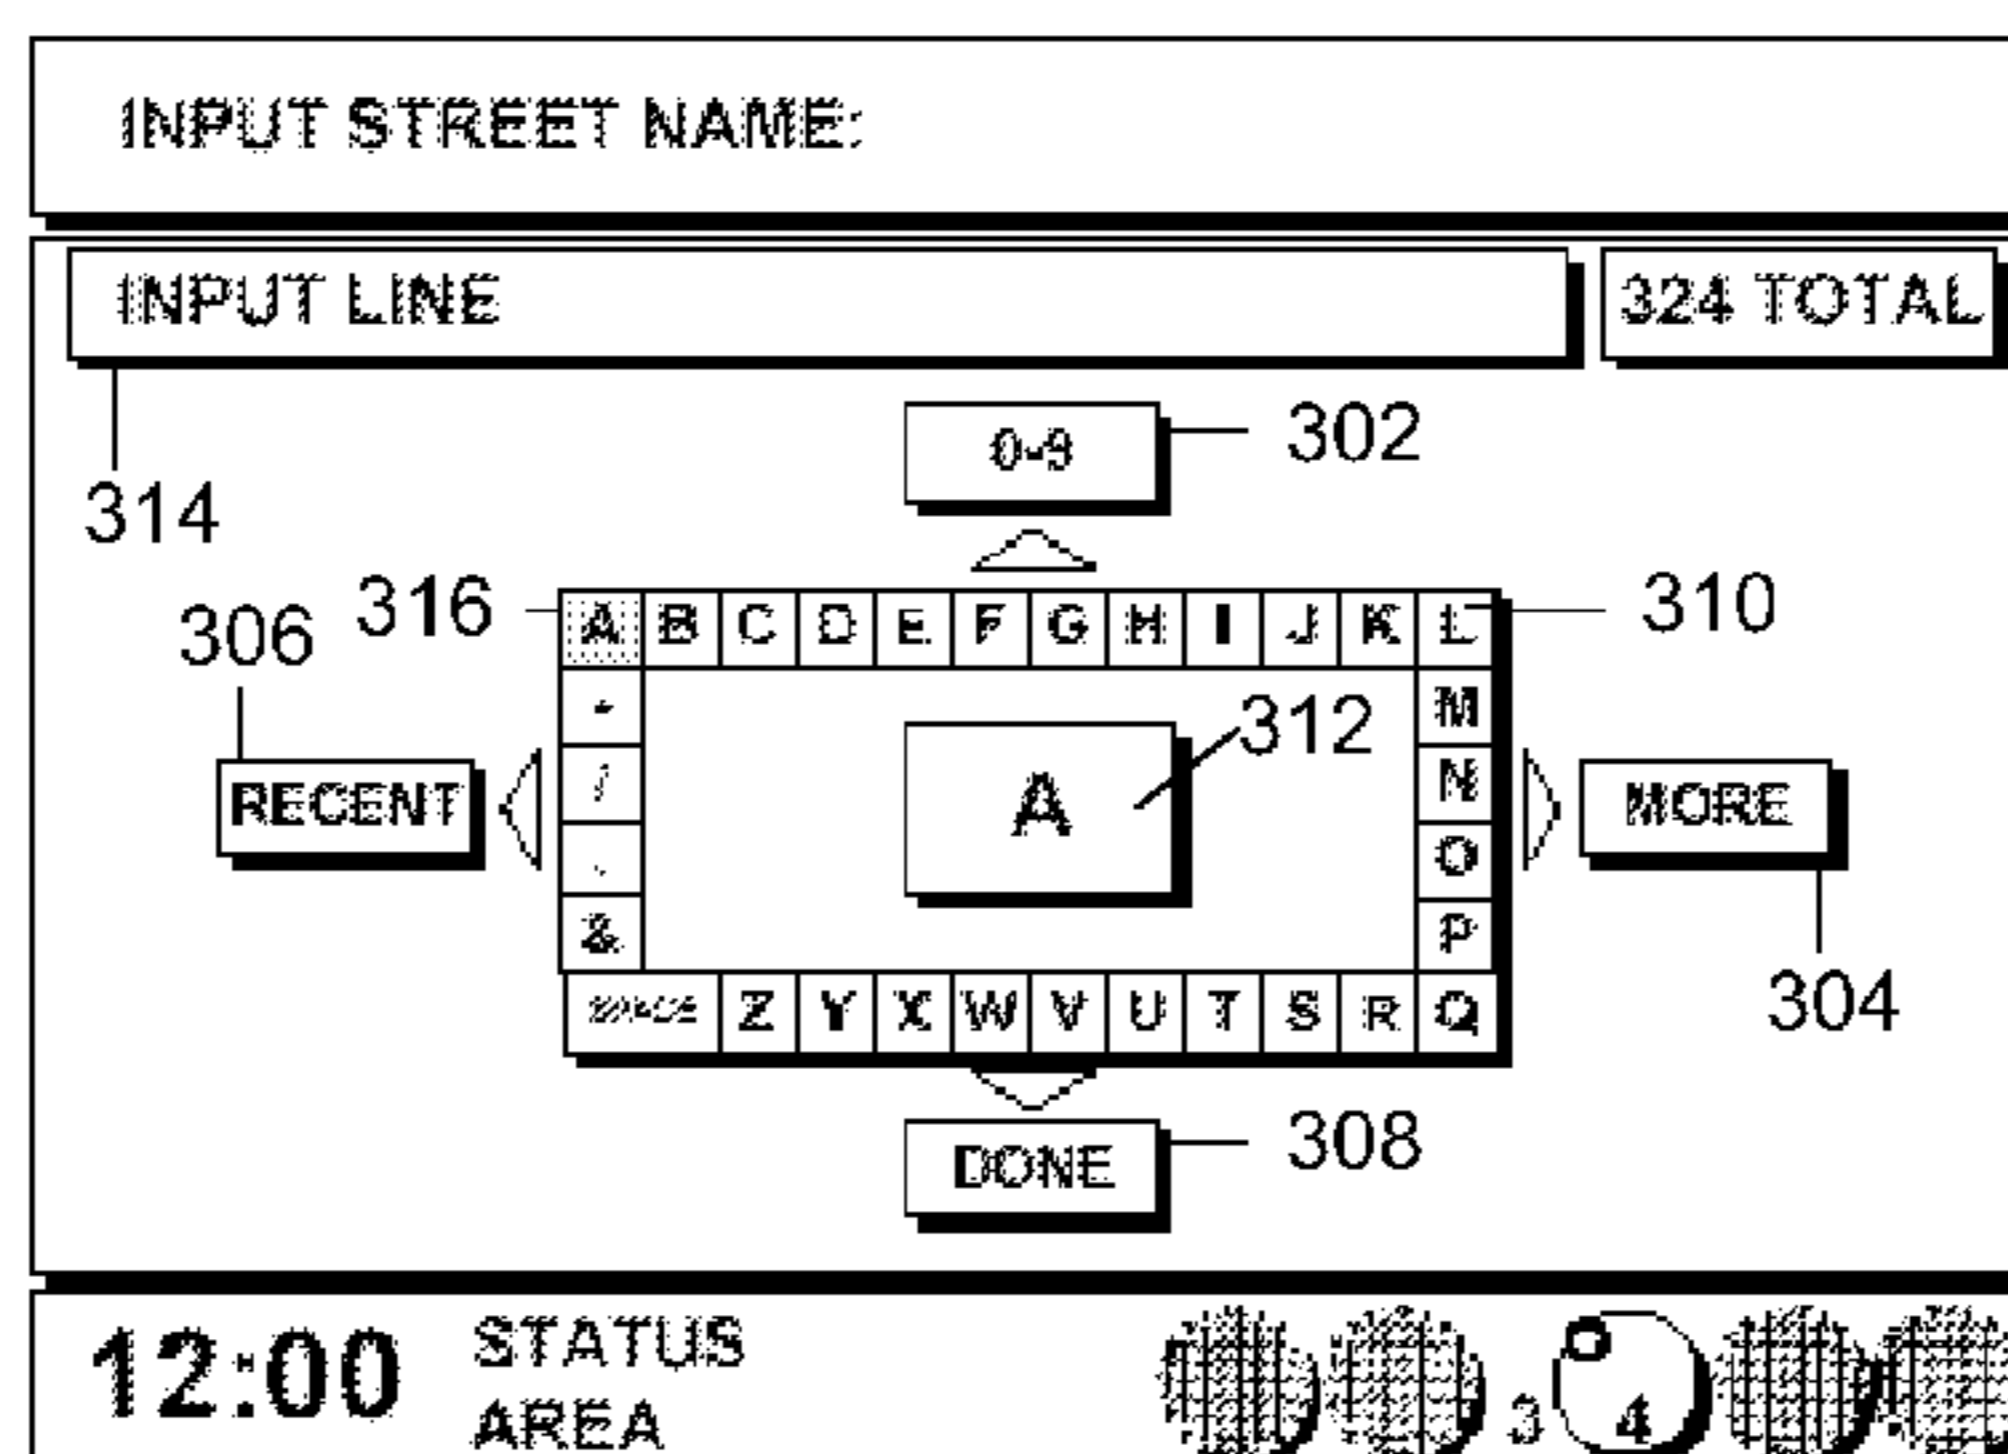 INPUT STREET NAME:
INPUT LINE
324 TOTAL
314
0-9
302
306
316
A B C D E F G H I J K L
310
M
N
O
P
312
A
/
&
RECENT
MORE
304
SPACE Z Y X W V U T S R Q
DONE
308
12:00
STATUS
AREA
3
4